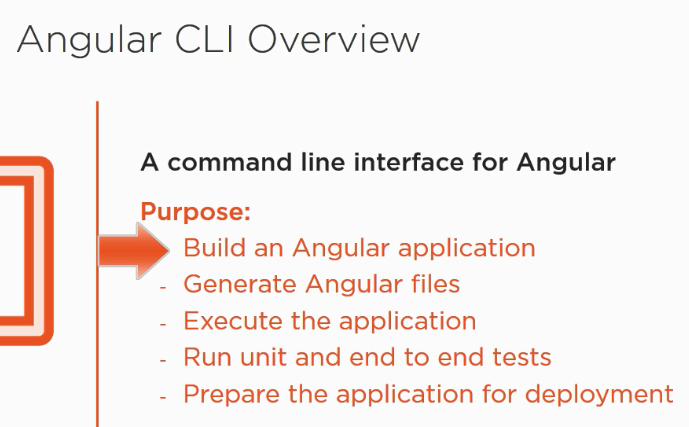 Angular CLI Overview
A command line interface for Angular
Purpose:
Build an Angular application
- Generate Angular files
- Execute the application
- Run unit and end to end tests
- Prepare the application for deployment